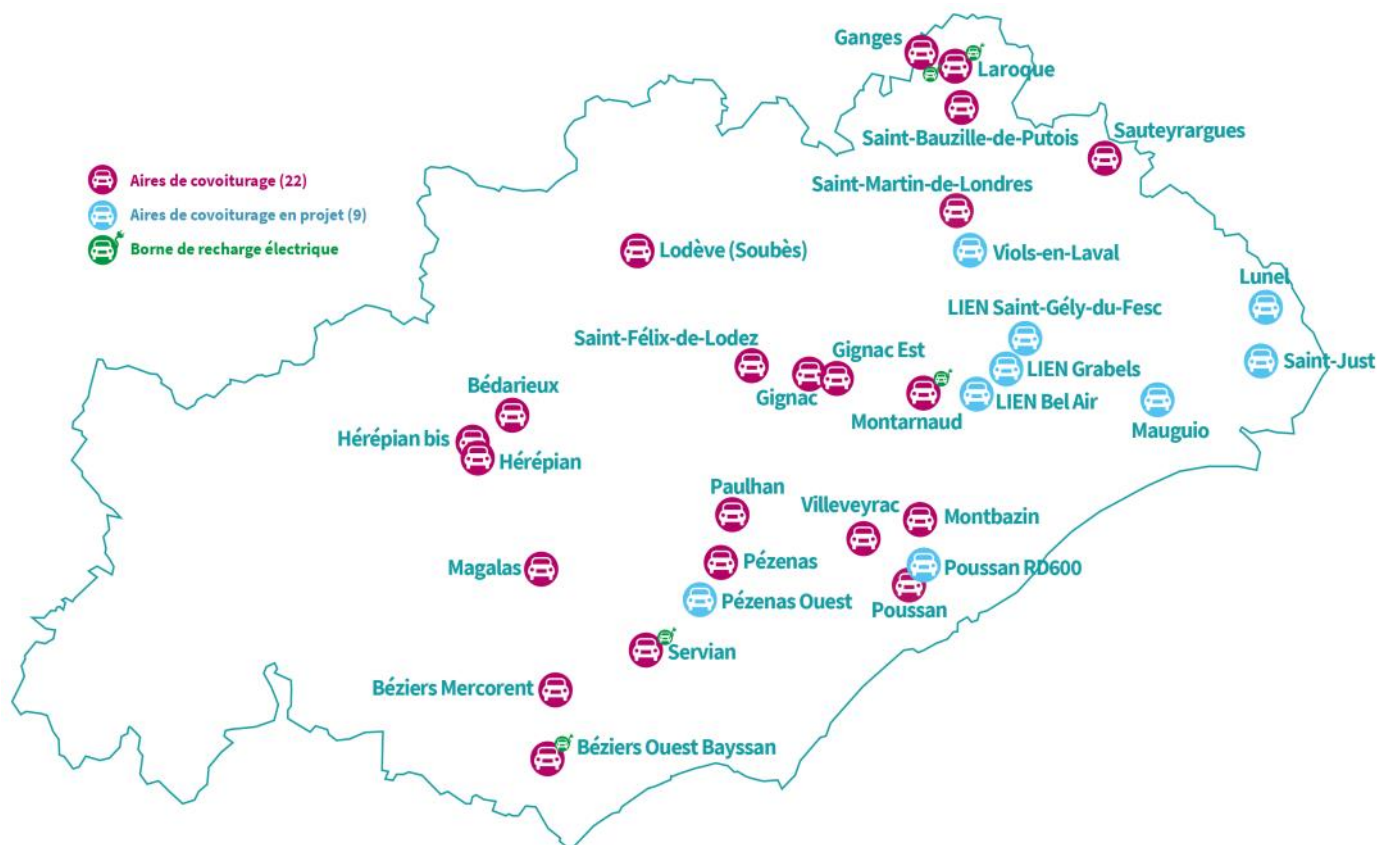 Ganges
Laroque
Saint-Bauzille-de-Putois
Sauteyrargues
Aires de covoiturage (22)
Aires de covoiturage en projet (9)
Borne de recharge électrique
Saint-Martin-de-Londres
Lodève (Soubès)
Viols-en-Laval
Lunel
LIEN Saint-Gély-du-Fesc
Saint-Félix-de-Lodez
Gignac Est
Saint-Just
LIEN Grabels
Gignac
Bédarieux
LIEN Bel Air
Montarnaud
Mauguio
Hérépian bis
Hérépian
Paulhan
Villeveyrac
Montbazin
Magalas
Pézenas
Poussan RD600
Pézenas Ouest
Poussan
Servian
Béziers Mercorent
Béziers Ouest Bayssan